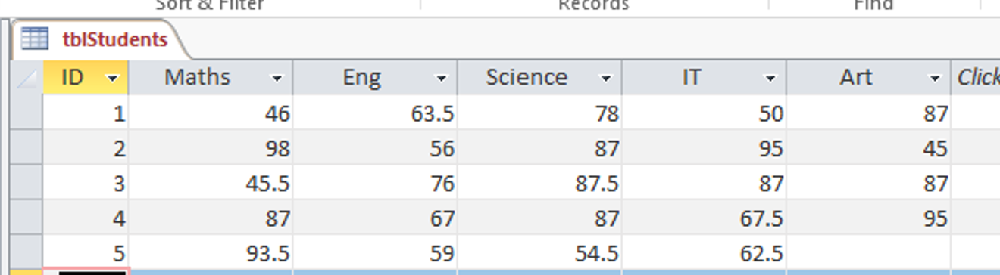 Sort & Filter Records Find
tblStudents
ID Maths Eng Science IT Art Click
1 46 63.5 78 50 87
2 98 56 87 95 45
3 45.5 76 87.5 87 87
4 87 67 87 67.5 95
5 93.5 59 54.5 62.5